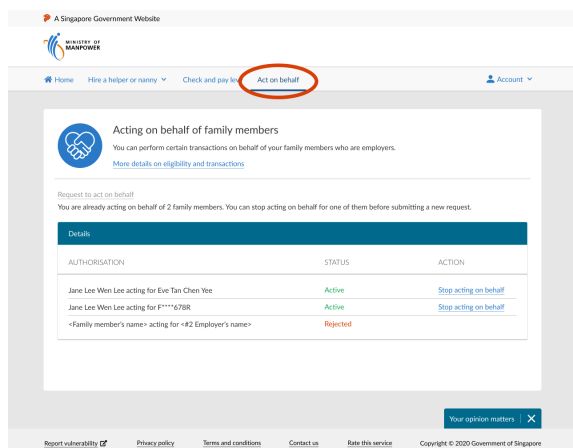 A Singapore Government Website
MINISTRY OF
MANPOWER
Home Hire a helper or nanny Check and pay lev Act on behalf Account
Acting on behalf of family members
You can perform certain transactions on behalf of your family members who are employers.
More details on eligibility and transactions
Request to act on behalf
You are already acting on behalf of 2 family members. You can stop acting on behalf for one of them before submitting a new request.
Details
AUTHORISATION STATUS ACTION
Jane Lee Wen Lee acting for Eve Tan Chen Yee Active Stop acting on behalf
Jane Lee Wen Lee acting for F****678R Active Stop acting on behalf
<Family member's name> acting for <#2 Employer's name> Rejected
Your opinion matters
Report vulnerability Privacy policy Terms and conditions Contact us Rate this service Copyright © 2020 Government of Singapore